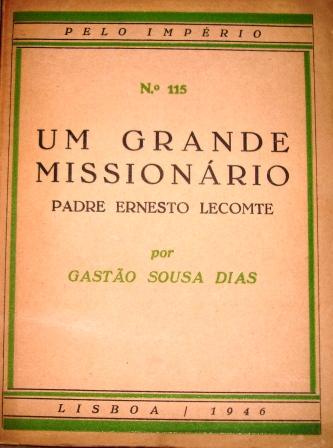 PELO IMPÉRIO
N.º 115
UM GRANDE
MISSIONÁRIO
PADRE ERNESTO LECOMTE
por
GASTÃO SOUSA DIAS
LISBOA / 1946